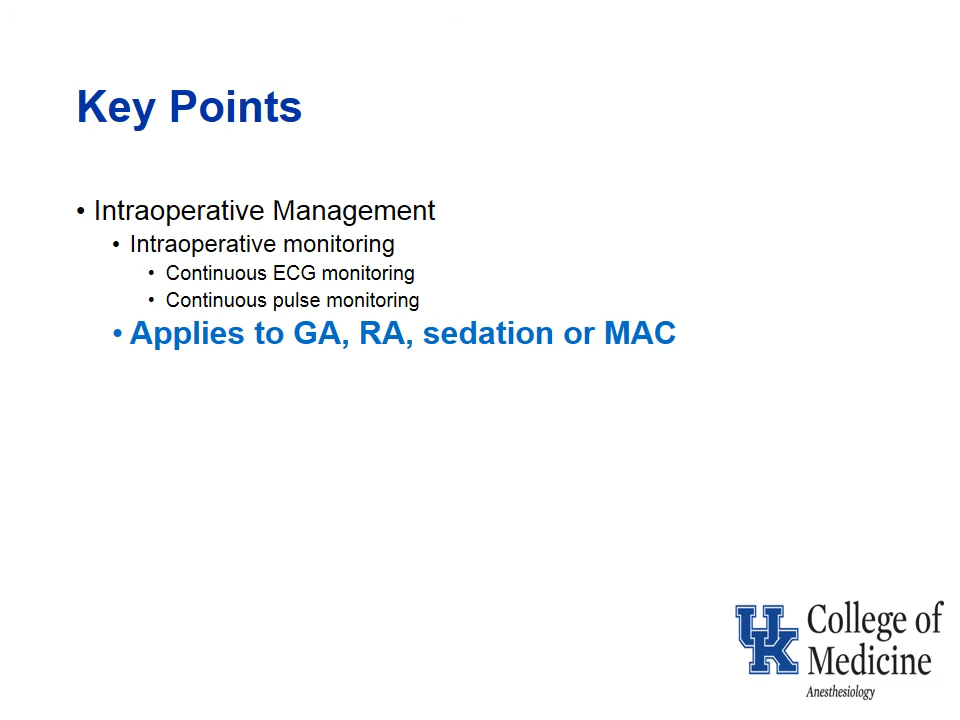 Key Points
• Intraoperative Management
• Intraoperative monitoring
• Continuous ECG monitoring
• Continuous pulse monitoring
• Applies to GA, RA, sedation or MAC
UK
College of
Medicine
Anesthesiology